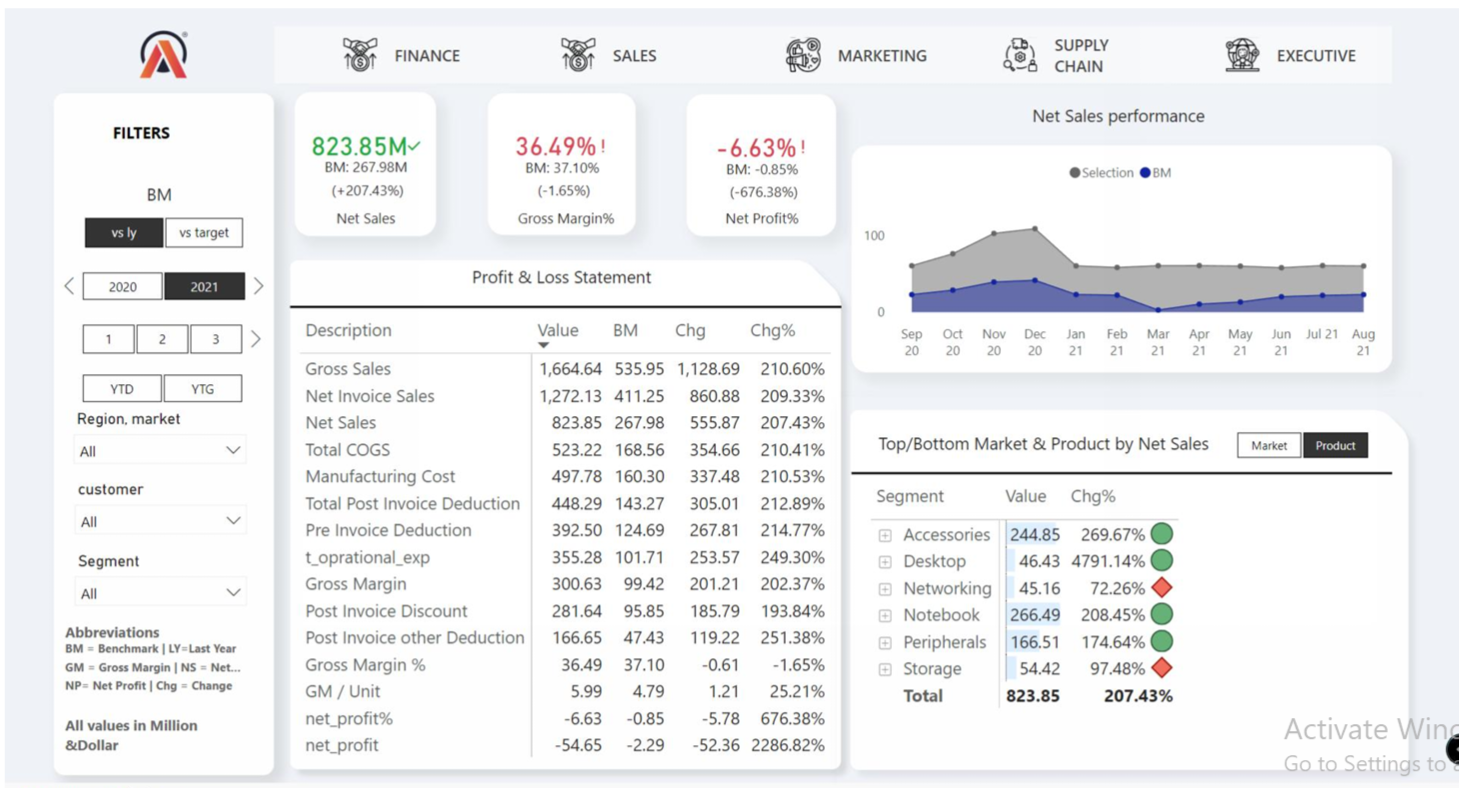 FINANCE
SALES
MARKETING
SUPPLY
CHAIN
EXECUTIVE
FILTERS
BM
vs ly vs target
2020 2021
1 2 3
YTD YTG
Region, market
All
customer
All
Segment
All
Abbreviations
BM = Benchmark | LY=Last Year
GM = Gross Margin | NS = Net...
NP= Net Profit | Chg = Change
All values in Million
&Dollar
823.85M
BM: 267.98M
(+207.43%)
Net Sales
36.49%!
BM: 37.10%
(-1.65%)
Gross Margin%
-6.63%!
BM: -0.85%
(-676.38%)
Net Profit%
Profit & Loss Statement
Description Value BM Chg Chg%
Gross Sales 1,664.64 535.95 1,128.69 210.60%
Net Invoice Sales 1,272.13 411.25 860.88 209.33%
Net Sales 823.85 267.98 555.87 207.43%
Total COGS 523.22 168.56 354.66 210.41%
Manufacturing Cost 497.78 160.30 337.48 210.53%
Total Post Invoice Deduction 448.29 143.27 305.01 212.89%
Pre Invoice Deduction 392.50 124.69 267.81 214.77%
t_oprational_exp 355.28 101.71 253.57 249.30%
Gross Margin 300.63 99.42 201.21 202.37%
Post Invoice Discount 281.64 95.85 185.79 193.84%
Post Invoice other Deduction 166.65 47.43 119.22 251.38%
Gross Margin % 36.49 37.10 -0.61 -1.65%
GM / Unit 5.99 4.79 1.21 25.21%
net_profit% -6.63 -0.85 -5.78 676.38%
net_profit -54.65 -2.29 -52.36 2286.82%
Net Sales performance
Selection BM
100
0
Sep Oct Nov Dec Jan Feb Mar Apr May Jun Jul 21 Aug
20 20 20 20 21 21 21 21 21 21 21
Top/Bottom Market & Product by Net Sales Market Product
Segment Value Chg%
Accessories 244.85 269.67%
Desktop 46.43 4791.14%
Networking 45.16 72.26%
Notebook 266.49 208.45%
Peripherals 166.51 174.64%
Storage 54.42 97.48%
Total 823.85 207.43%
Activate Win
Go to Settings to